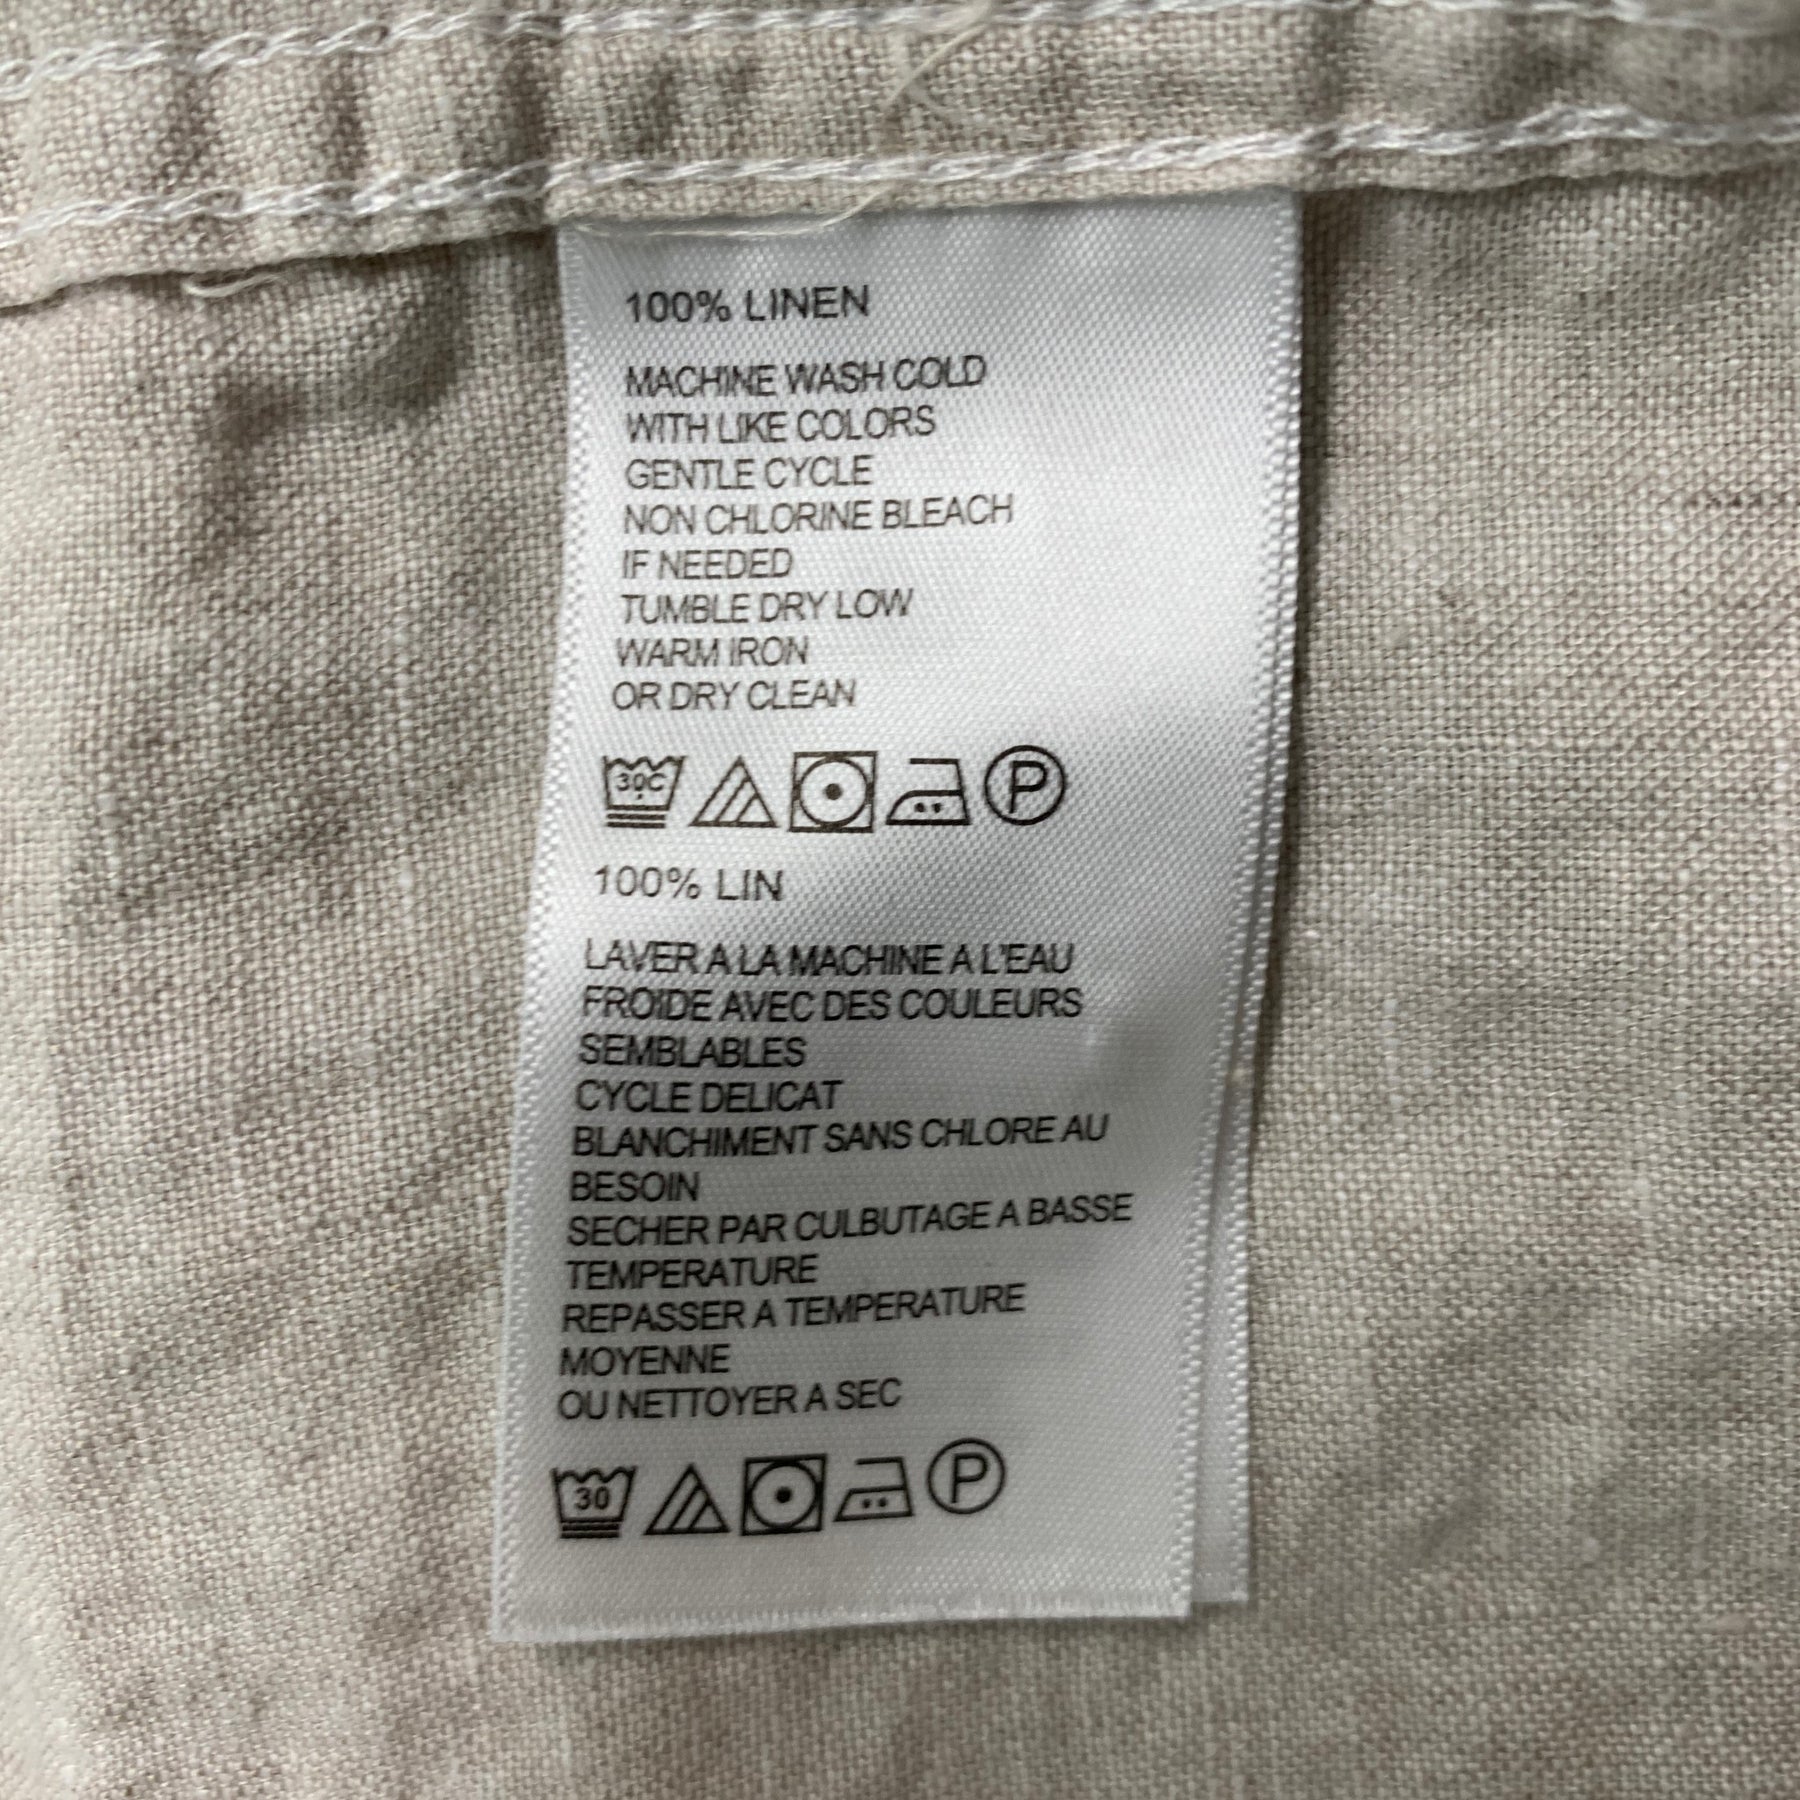 100% LINEN
MACHINE WASH COLD
WITH LIKE COLORS
GENTLE CYCLE
NON CHLORINE BLEACH
IF NEEDED
TUMBLE DRY LOW
WARM IRON
OR DRY CLEAN
30C P
100% LIN
LAVER A LA MACHINE A L'EAU
FROIDE AVEC DES COULEURS
SEMBLABLES
CYCLE DELICAT
BLANCHIMENT SANS CHLORE AU
BESOIN
SECHER PAR CULBUTAGE A BASSE
TEMPERATURE
REPASSER A TEMPERATURE
MOYENNE
OU NETTOYER A SEC
30 P